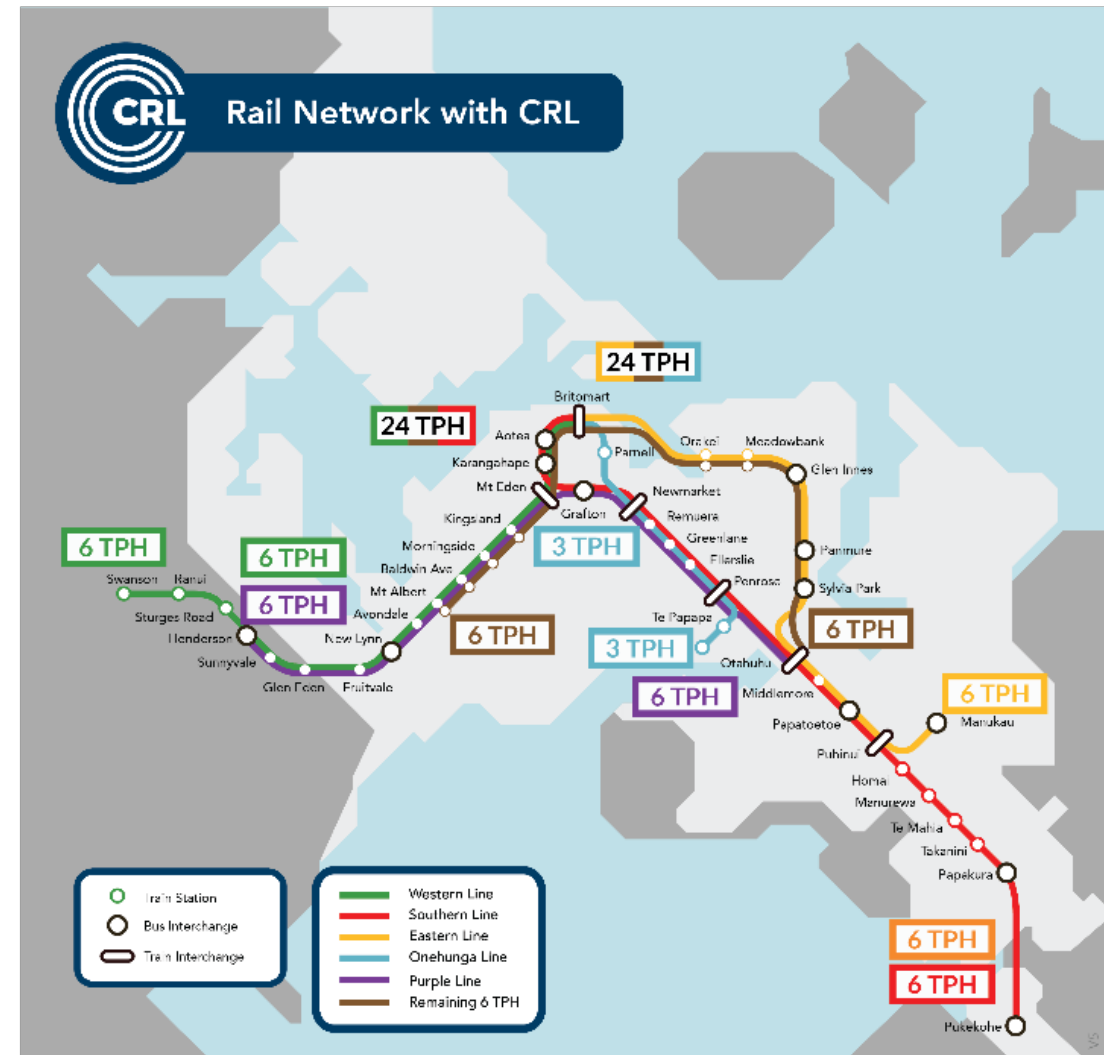 CRL
Rail Network with CRL
24 TPH
Britomart
24 TPH
Aotea
Parnell
Orakei
Meadowbank
Karangahape
Glen Innes
Mt Eden
Newmarket
Grafton
Kingsland
Remuera
6 TPH
6 TPH
Morningside
3 TPH
Greenlane
Panmure
Baldwin Ave
Ellerslie
Swanson
Ranui
Mt Albert
Penrose
Sylvia Park
6 TPH
Sturges Road
Avondale
Te Papapa
Henderson
New Lynn
6 TPH
6 TPH
3 TPH
Sunnyvale
Otahuhu
Glen Eden
Fruitvale
6 TPH
Middlemore
6 TPH
Papatoetoe
Manukau
Puhinui
Homai
Manurewa
Te Mahia
Takanini
Papakura
Train Station
Bus Interchange
Train Interchange
Western Line
Southern Line
Eastern Line
Onehunga Line
Purple Line
Remaining 6 TPH
6 TPH
6 TPH
Pukekohe
V5